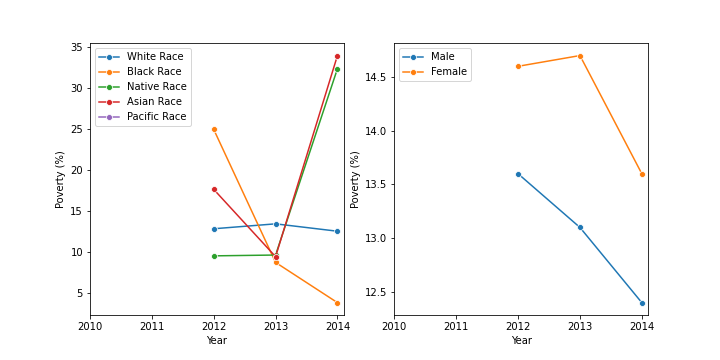 White Race
Black Race
Native Race
Asian Race
Pacific Race
35
30
25
20
15
10
5
Poverty (%)
2010 2011 2012 2013 2014
Year
Male
Female
14.5
14.0
13.5
13.0
12.5
Poverty (%)
2010 2011 2012 2013 2014
Year